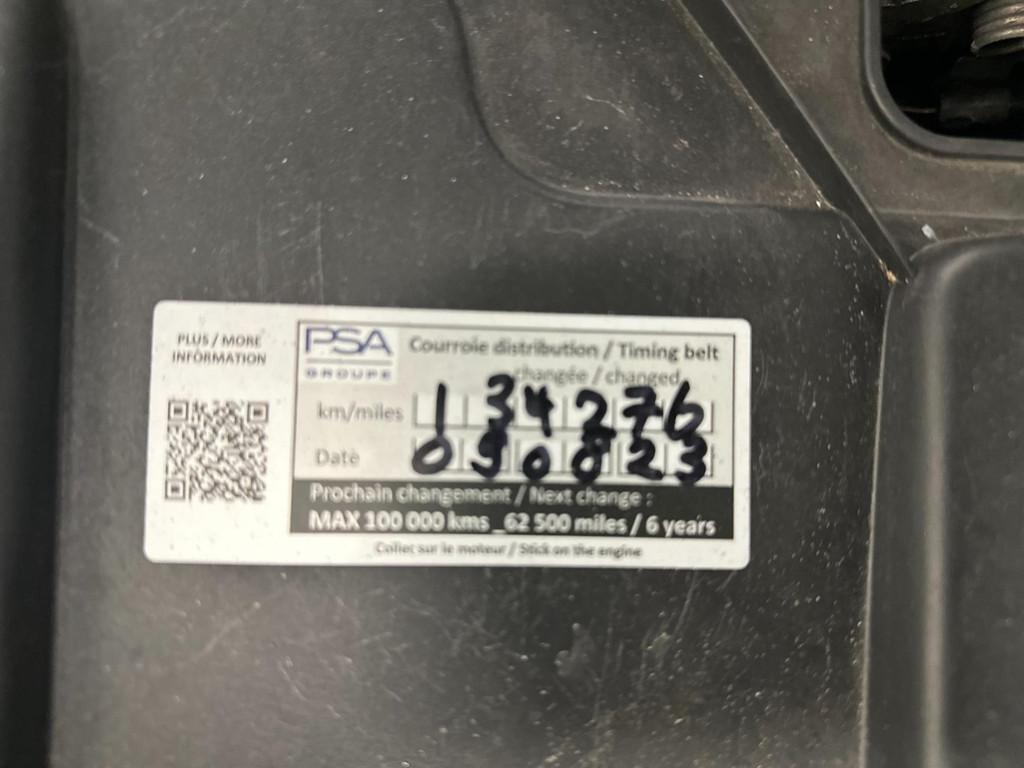 PLUS / MORE
INFORMATION
PSA
GROUPE
Courroie distribution / Timing belt
changée / changed
km/miles 134276
Date 090823
Prochain changement / Next change :
MAX 100 000 kms _62 500 miles / 6 years
Coller sur le moteur / Stick on the engine